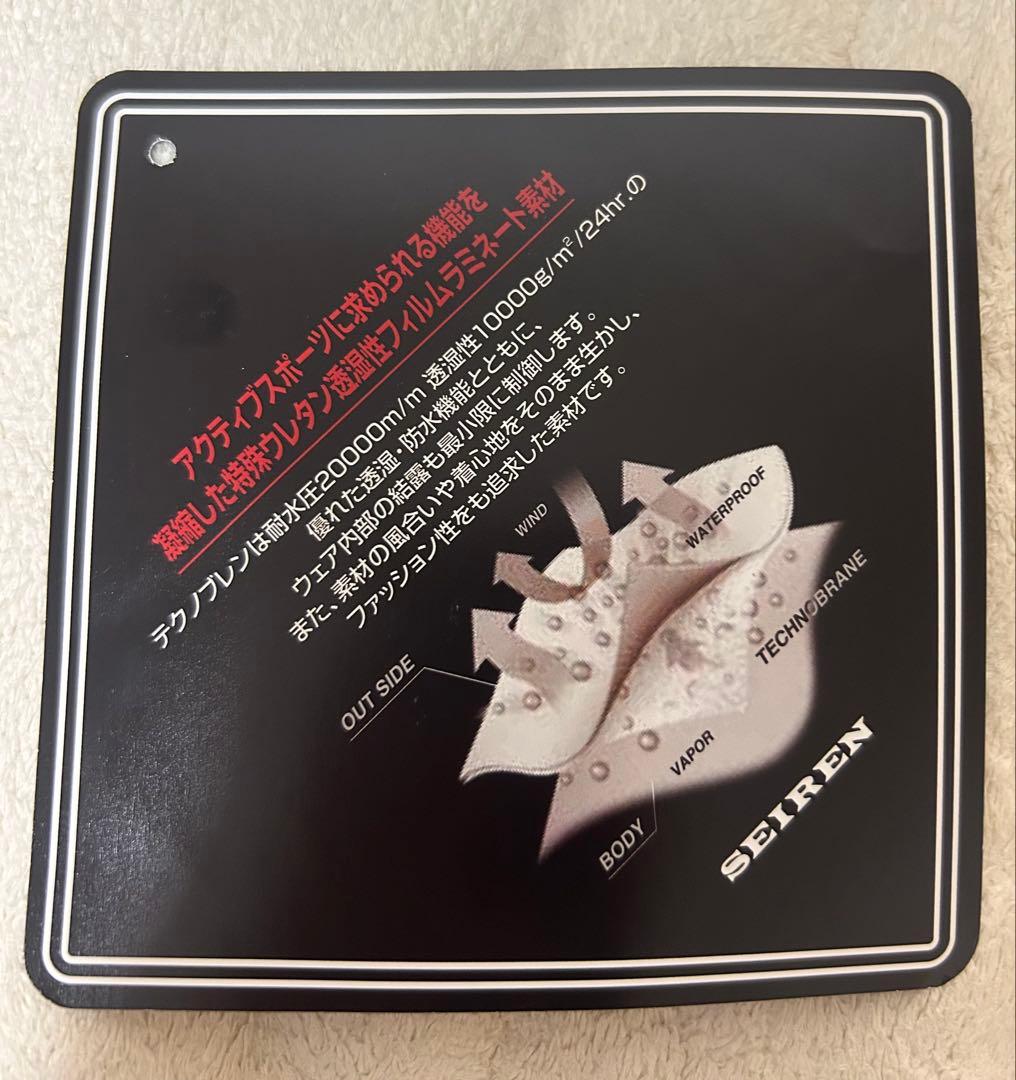 アクティブスポーツに求められる機能を
凝縮した特殊ウレタン透湿性フィルムラミネート素材
テクノブレンは耐水圧20000m/m 透湿性10000g/m²/24hr.の
優れた透湿・防水機能とともに、
ウェア内部の結露も最小限に制御します。
また、素材の風合いや着心地をそのまま生かし、
ファッション性をも追求した素材です。
WIND
WATERPROOF
TECHNOBRANE
OUT SIDE
VAPOR
BODY
SEIREN